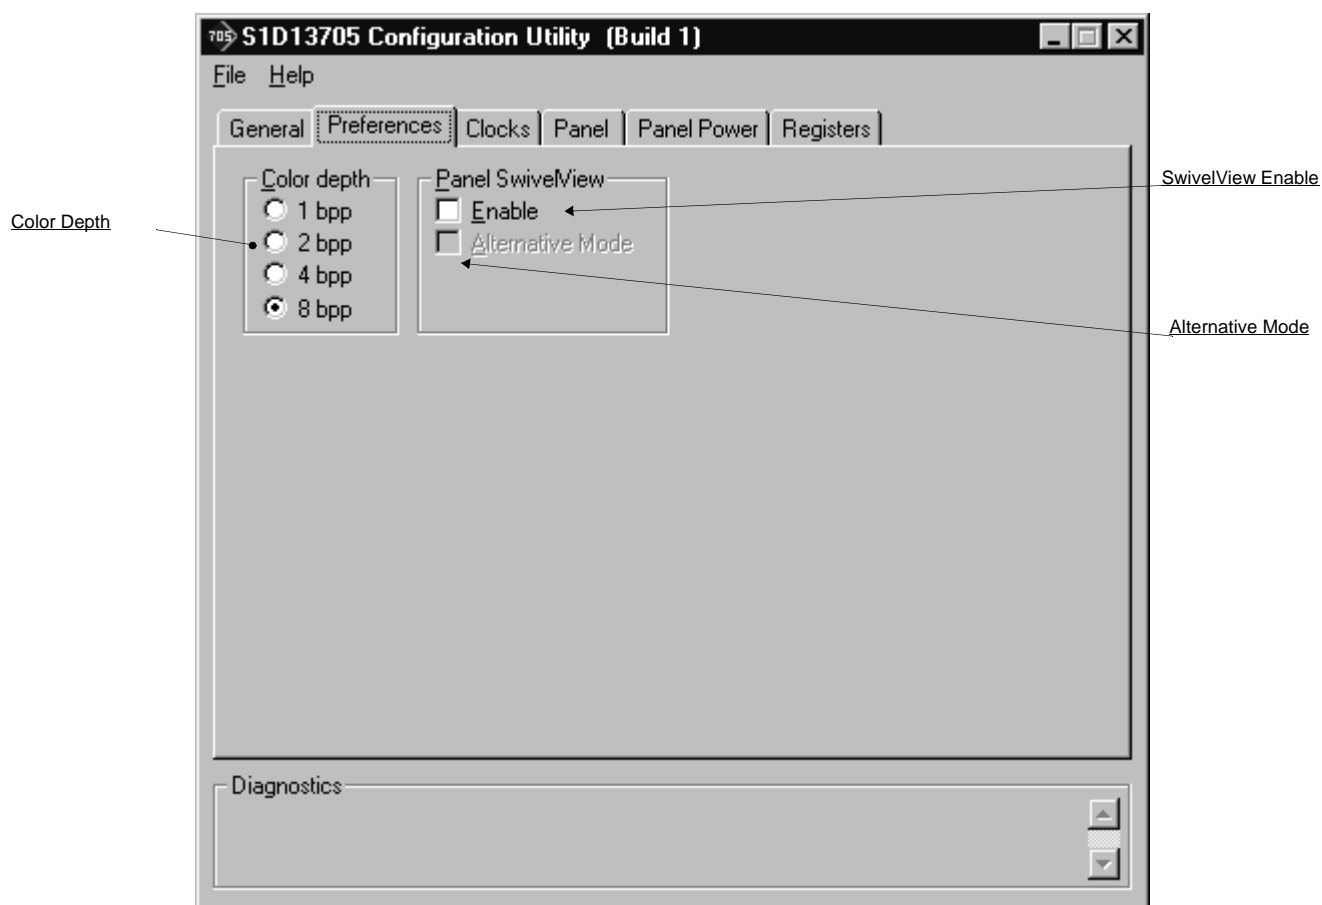 705 S1D13705 Configuration Utility (Build 1)
File Help
General Preferences Clocks Panel Panel Power Registers
Color depth
1 bpp
2 bpp
4 bpp
8 bpp
Panel SwivelView
Enable
Alternative Mode
Color Depth
SwivelView Enable
Alternative Mode
Diagnostics